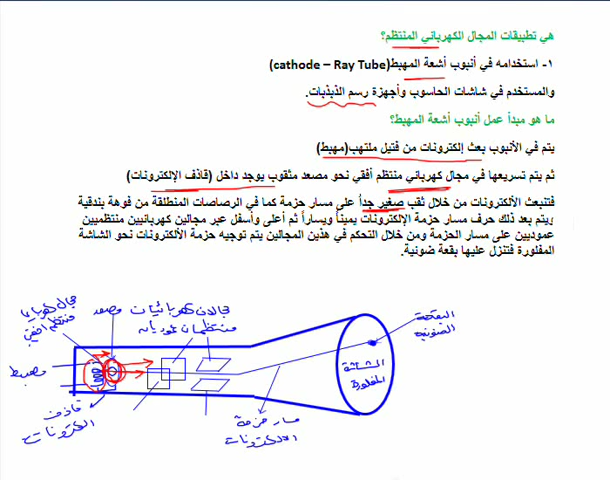 هي تطبيقات المجال الكهربائي المنتظم؟
١- استخدامه في أنبوب أشعة المهبط(cathode – Ray Tube)
والمستخدم في شاشات الحاسوب وأجهزة رسم الذبذبات.
ما هو مبدأ عمل أنبوب أشعة المهبط؟
يتم في الأنبوب بعث إلكترونات من فتيل ملتهب(مهبط)
ثم يتم تسريعها في مجال كهربائي منتظم أفقي نحو مصعد مثقوب يوجد داخل (قاذف الإلكترونات)
فتنبعث الألكترونات من خلال ثقب صغير جداً على مسار حزمة كما في الرصاصات المنطلقة من فوهة بندقية
ويتم بعد ذلك حرف مسار حزمة الإلكترونات يميناً ويساراً ثم أعلى وأسفل عبر مجالين كهربائيين منتظميين
عموديين على مسار الحزمة ومن خلال التحكم في هذين المجالين يتم توجيه حزمة الألكترونات نحو الشاشة
المفلورة فتنزل عليها بقعة ضونية.
مجال كهربائي
منتظم أفقي
مصعد
مجالان كهربائيان
منتظمان عموديان
البقعة
الضوئية
مهبط
الشاشة
المفلورة
قاذف
الكترونات
مسار حزمة
الالكترونات